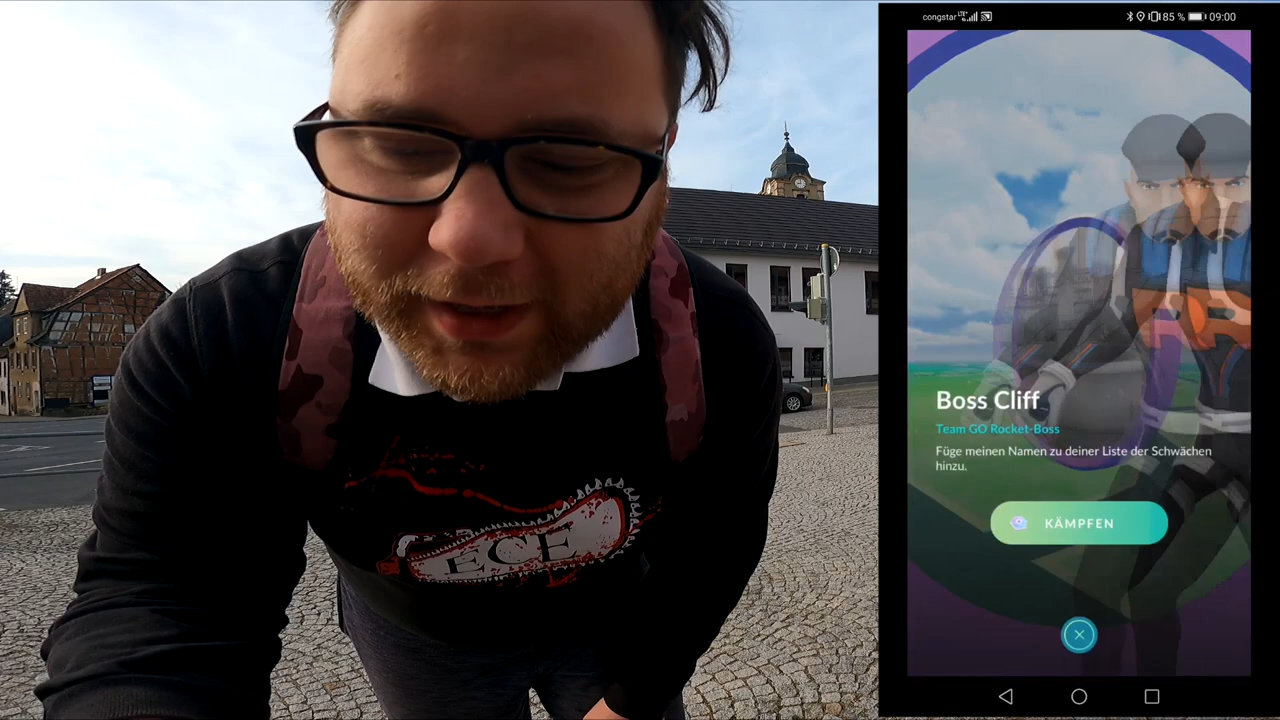 ECE
congstar LTE+ 85 % 09:00
Boss Cliff
Team GO Rocket-Boss
Füge meinen Namen zu deiner Liste der Schwächen
hinzu.
KÄMPFEN